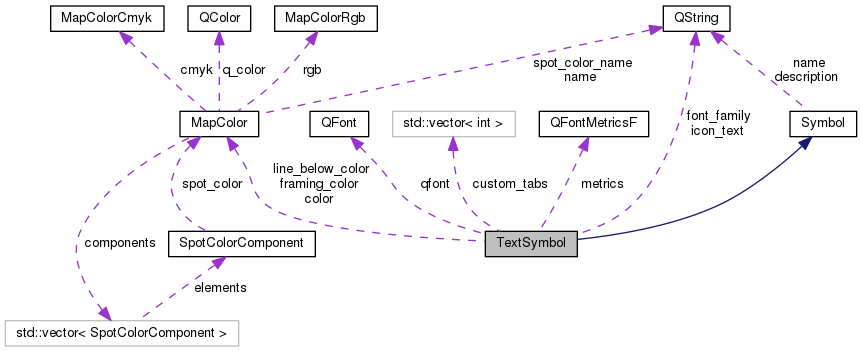 MapColorCmyk
QColor
MapColorRgb
QString
cmyk
q_color
rgb
spot_color_name
name
name
description
MapColor
QFont
std::vector< int >
QFontMetricsF
font_family
icon_text
Symbol
spot_color
line_below_color
framing_color
color
qfont
custom_tabs
metrics
components
SpotColorComponent
TextSymbol
elements
std::vector< SpotColorComponent >